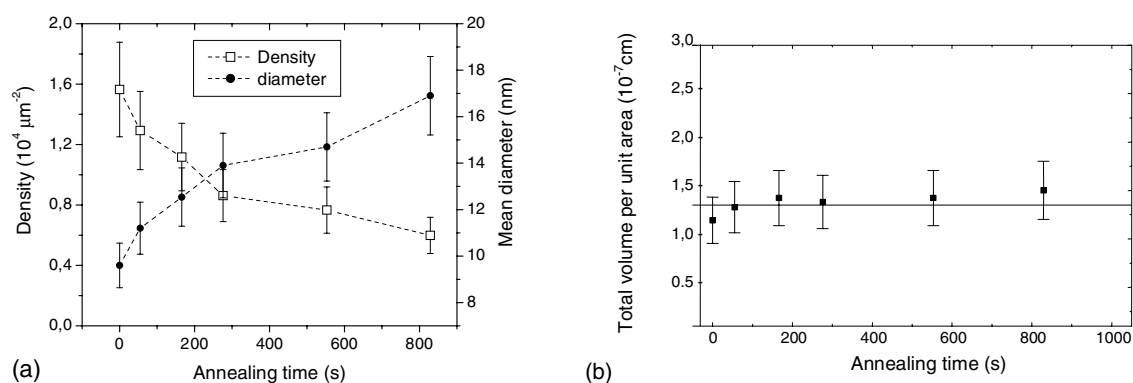 2,0
1,6
1,2
0,8
0,4
0,0
Density (10⁴ μm⁻²)
Density
diameter
20
18
16
14
12
10
8
Mean diameter (nm)
0 200 400 600 800
Annealing time (s)
(a)
3,0
2,5
2,0
1,5
1,0
0.5
Total volume per unit area (10⁻⁷cm)
0 200 400 600 800 1000
Annealing time (s)
(b)